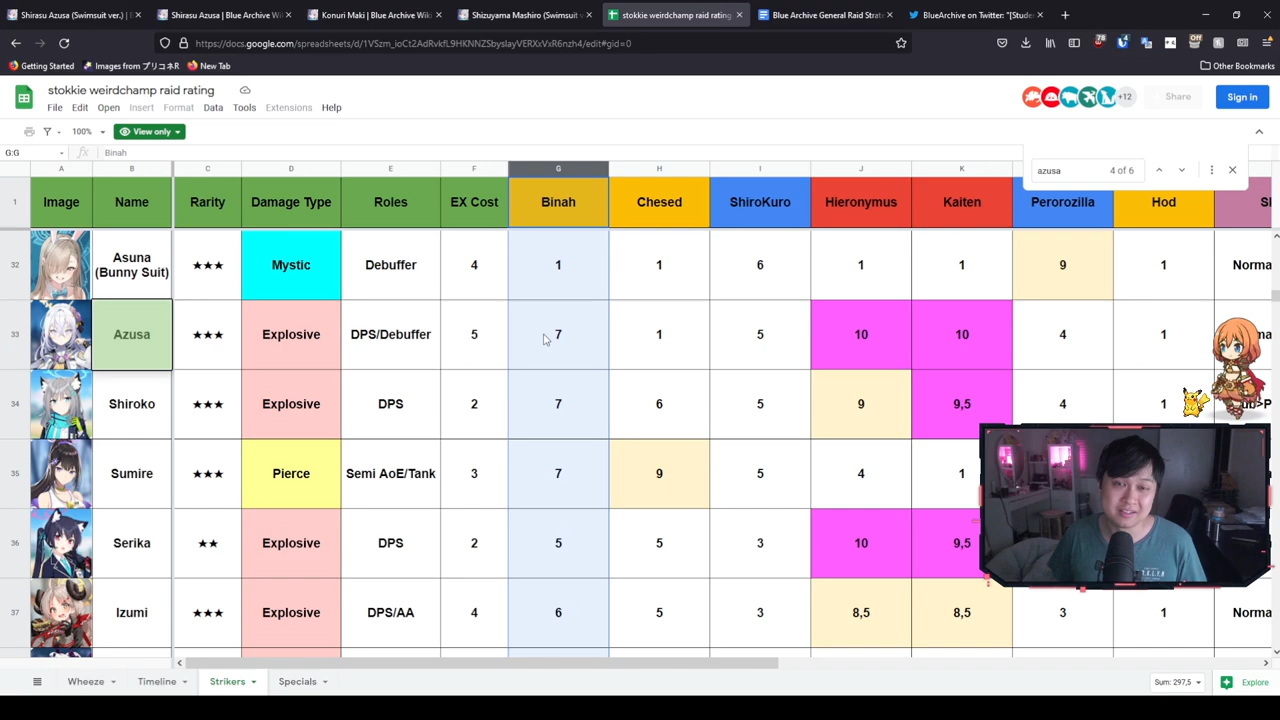 Shirasu Azusa (Swimsuit ver.) | B
Shirasu Azusa | Blue Archive Wi
Konuri Maki | Blue Archive Wiki
Shizuyama Mashiro (Swimsuit ve
stokkie weirdchamp raid rating
Blue Archive General Raid Strate
BlueArchive on Twitter: "[Studen
https://docs.google.com/spreadsheets/d/1VSzm_ioCt2AdRvkfL9HKNNZSbyslayVERXxVxR6nzh4/edit#gid=0
78
Off
Getting Started
Images from プリコネR
New Tab
Other Bookmarks
stokkie weirdchamp raid rating
File Edit View Insert Format Data Tools Extensions Help
+12
Share
Sign in
100%
View only
G:G
Binah
azusa
4 of 6
A B C D E F G H I J K L M
1 Image Name Rarity Damage Type Roles EX Cost Binah Chesed ShiroKuro Hieronymus Kaiten Perorozilla Hod
32 Asuna (Bunny Suit) ★★★ Mystic Debuffer 4 1 1 6 1 1 9 1 Norma
33 Azusa ★★★ Explosive DPS/Debuffer 5 7 1 5 10 10 4 1
34 Shiroko ★★★ Explosive DPS 2 7 6 5 9 9,5 4 1
35 Sumire ★★★ Pierce Semi AoE/Tank 3 7 9 5 4 1
36 Serika ★★ Explosive DPS 2 5 5 3 10 9,5
37 Izumi ★★★ Explosive DPS/AA 4 6 5 3 8,5 8,5 3 1 Norma
Wheeze
Timeline
Strikers
Specials
Sum: 297,5
Explore